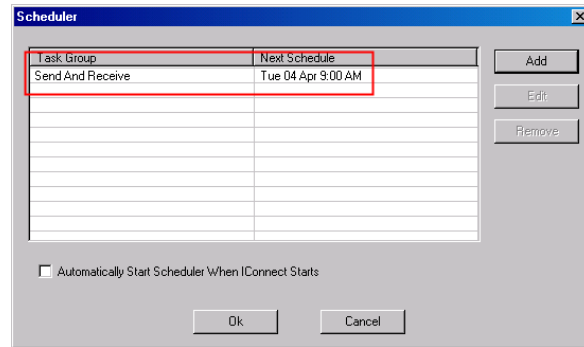 Scheduler
Task Group Next Schedule
Send And Receive Tue 04 Apr 9:00 AM
Add
Edit
Remove
Automatically Start Scheduler When IConnect Starts
Ok Cancel